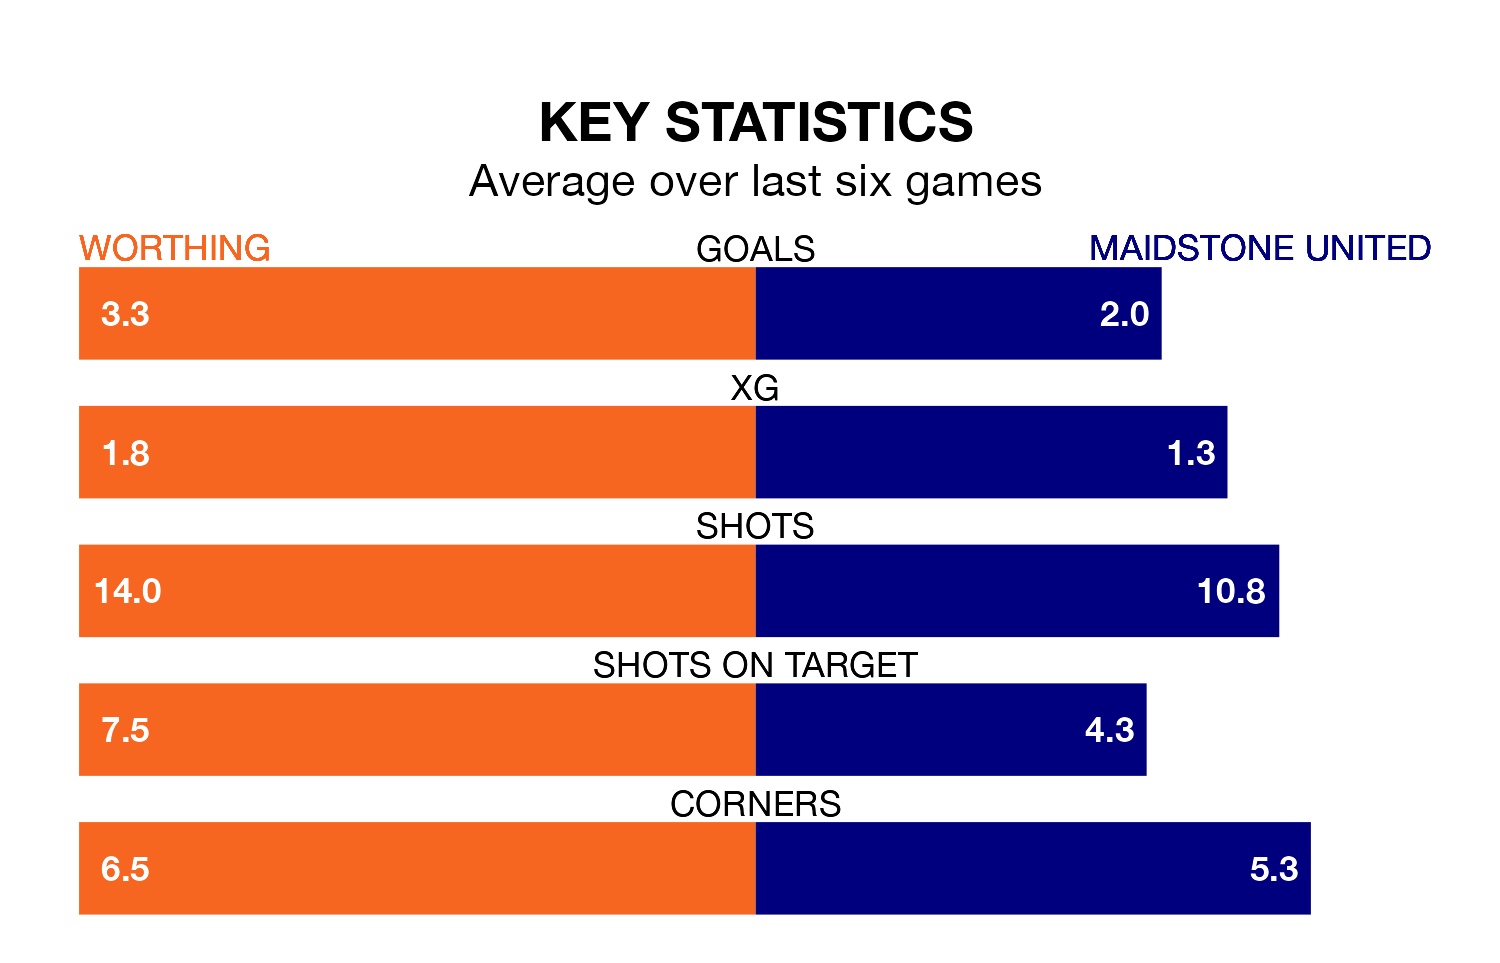 KEY STATISTICS
Average over last six games
WORTHING GOALS MAIDSTONE UNITED
3.3 2.0
XG
1.8 1.3
SHOTS
14.0 10.8
SHOTS ON TARGET
7.5 4.3
CORNERS
6.5 5.3